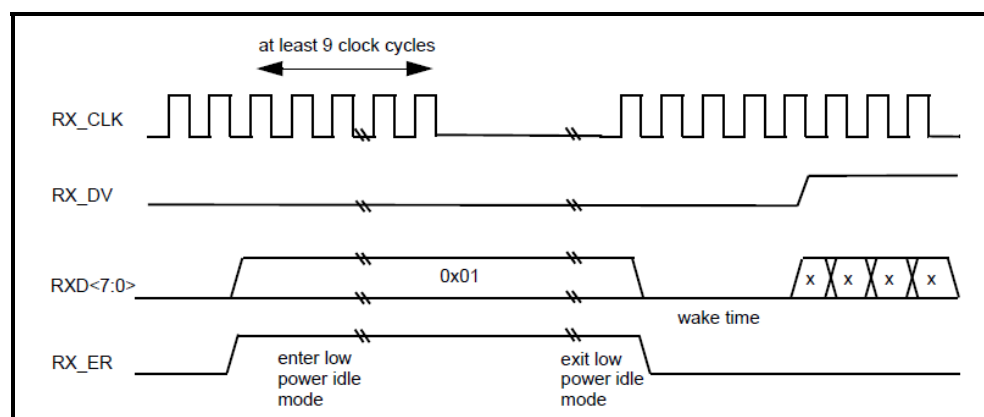 at least 9 clock cycles
RX_CLK
RX_DV
RXD<7:0>
0x01
x x x x
wake time
RX_ER
enter low
power idle
mode
exit low
power idle
mode